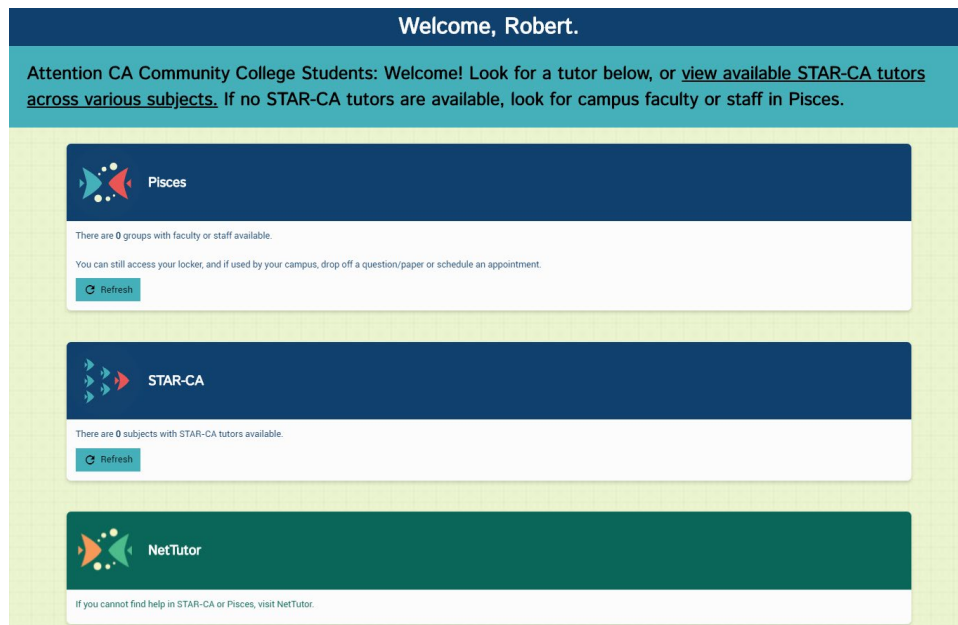 Welcome, Robert.
Attention CA Community College Students: Welcome! Look for a tutor below, or view available STAR-CA tutors
across various subjects. If no STAR-CA tutors are available, look for campus faculty or staff in Pisces.
Pisces
There are 0 groups with faculty or staff available.
You can still access your locker, and if used by your campus, drop off a question/paper or schedule an appointment.
Refresh
STAR-CA
There are 0 subjects with STAR-CA tutors available.
Refresh
NetTutor
If you cannot find help in STAR-CA or Pisces, visit NetTutor.